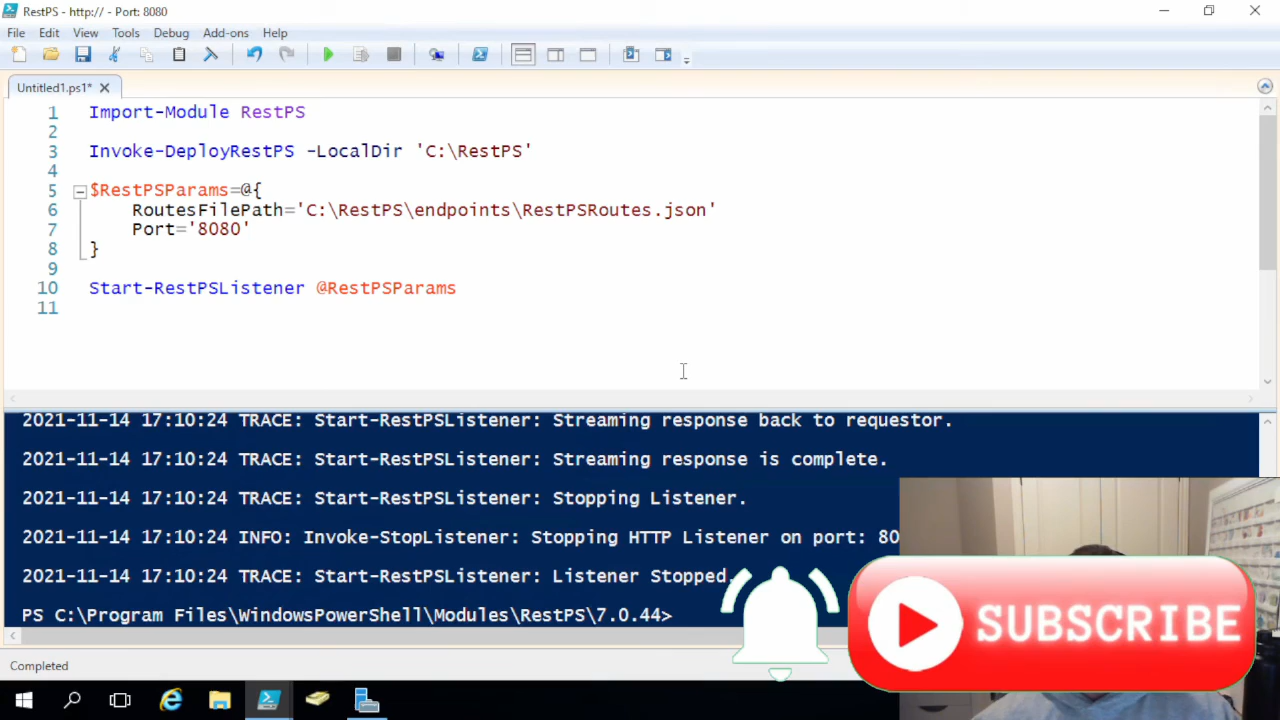 RestPS - http:// - Port: 8080
File Edit View Tools Debug Add-ons Help
Untitled1.ps1*
1 Import-Module RestPS
2
3 Invoke-DeployRestPS -LocalDir 'C:\RestPS'
4
5 $RestPSParams=@{
6 RoutesFilePath='C:\RestPS\endpoints\RestPSRoutes.json'
7 Port='8080'
8 }
9
10 Start-RestPSListener @RestPSParams
11
2021-11-14 17:10:24 TRACE: Start-RestPSListener: Streaming response back to requestor.
2021-11-14 17:10:24 TRACE: Start-RestPSListener: Streaming response is complete.
2021-11-14 17:10:24 TRACE: Start-RestPSListener: Stopping Listener.
2021-11-14 17:10:24 INFO: Invoke-StopListener: Stopping HTTP Listener on port: 80
2021-11-14 17:10:24 TRACE: Start-RestPSListener: Listener Stopped.
PS C:\Program Files\WindowsPowerShell\Modules\RestPS\7.0.44>
SUBSCRIBE
Completed